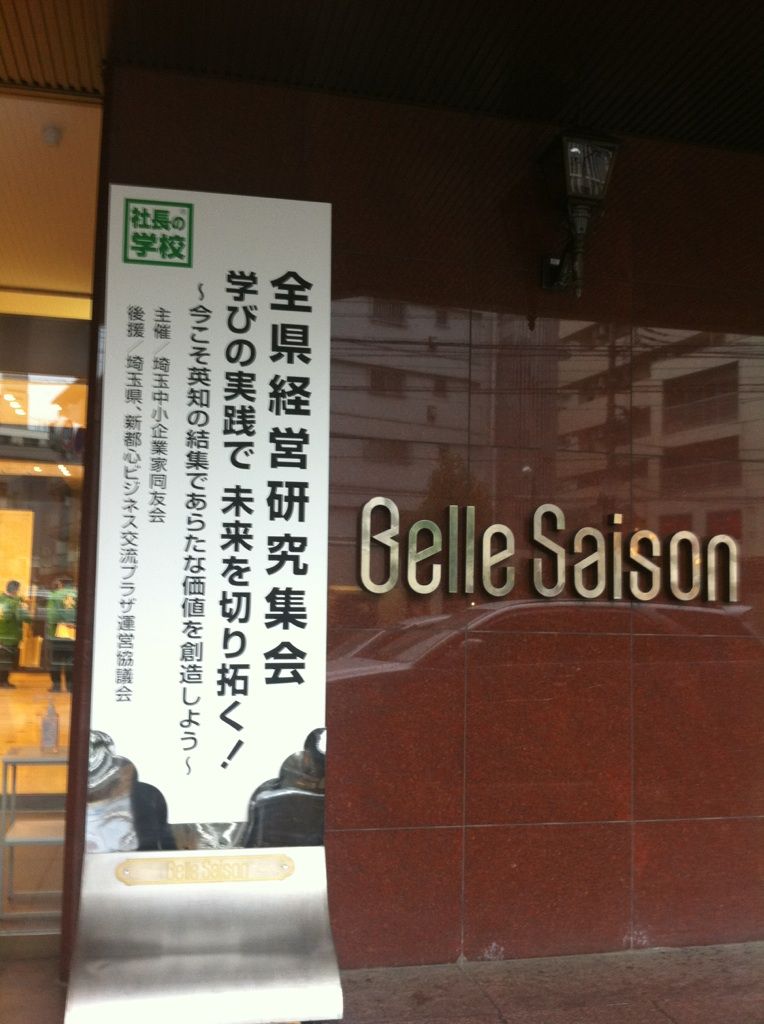 社長の
学校
全県経営研究集会
学びの実践で 未来を切り拓く!
~今こそ英知の結集であらたな価値を創造しよう~
主催/埼玉中小企業家同友会
後援/埼玉県、新都心ビジネス交流プラザ運営協議会
Belle Saison
Belle Saison